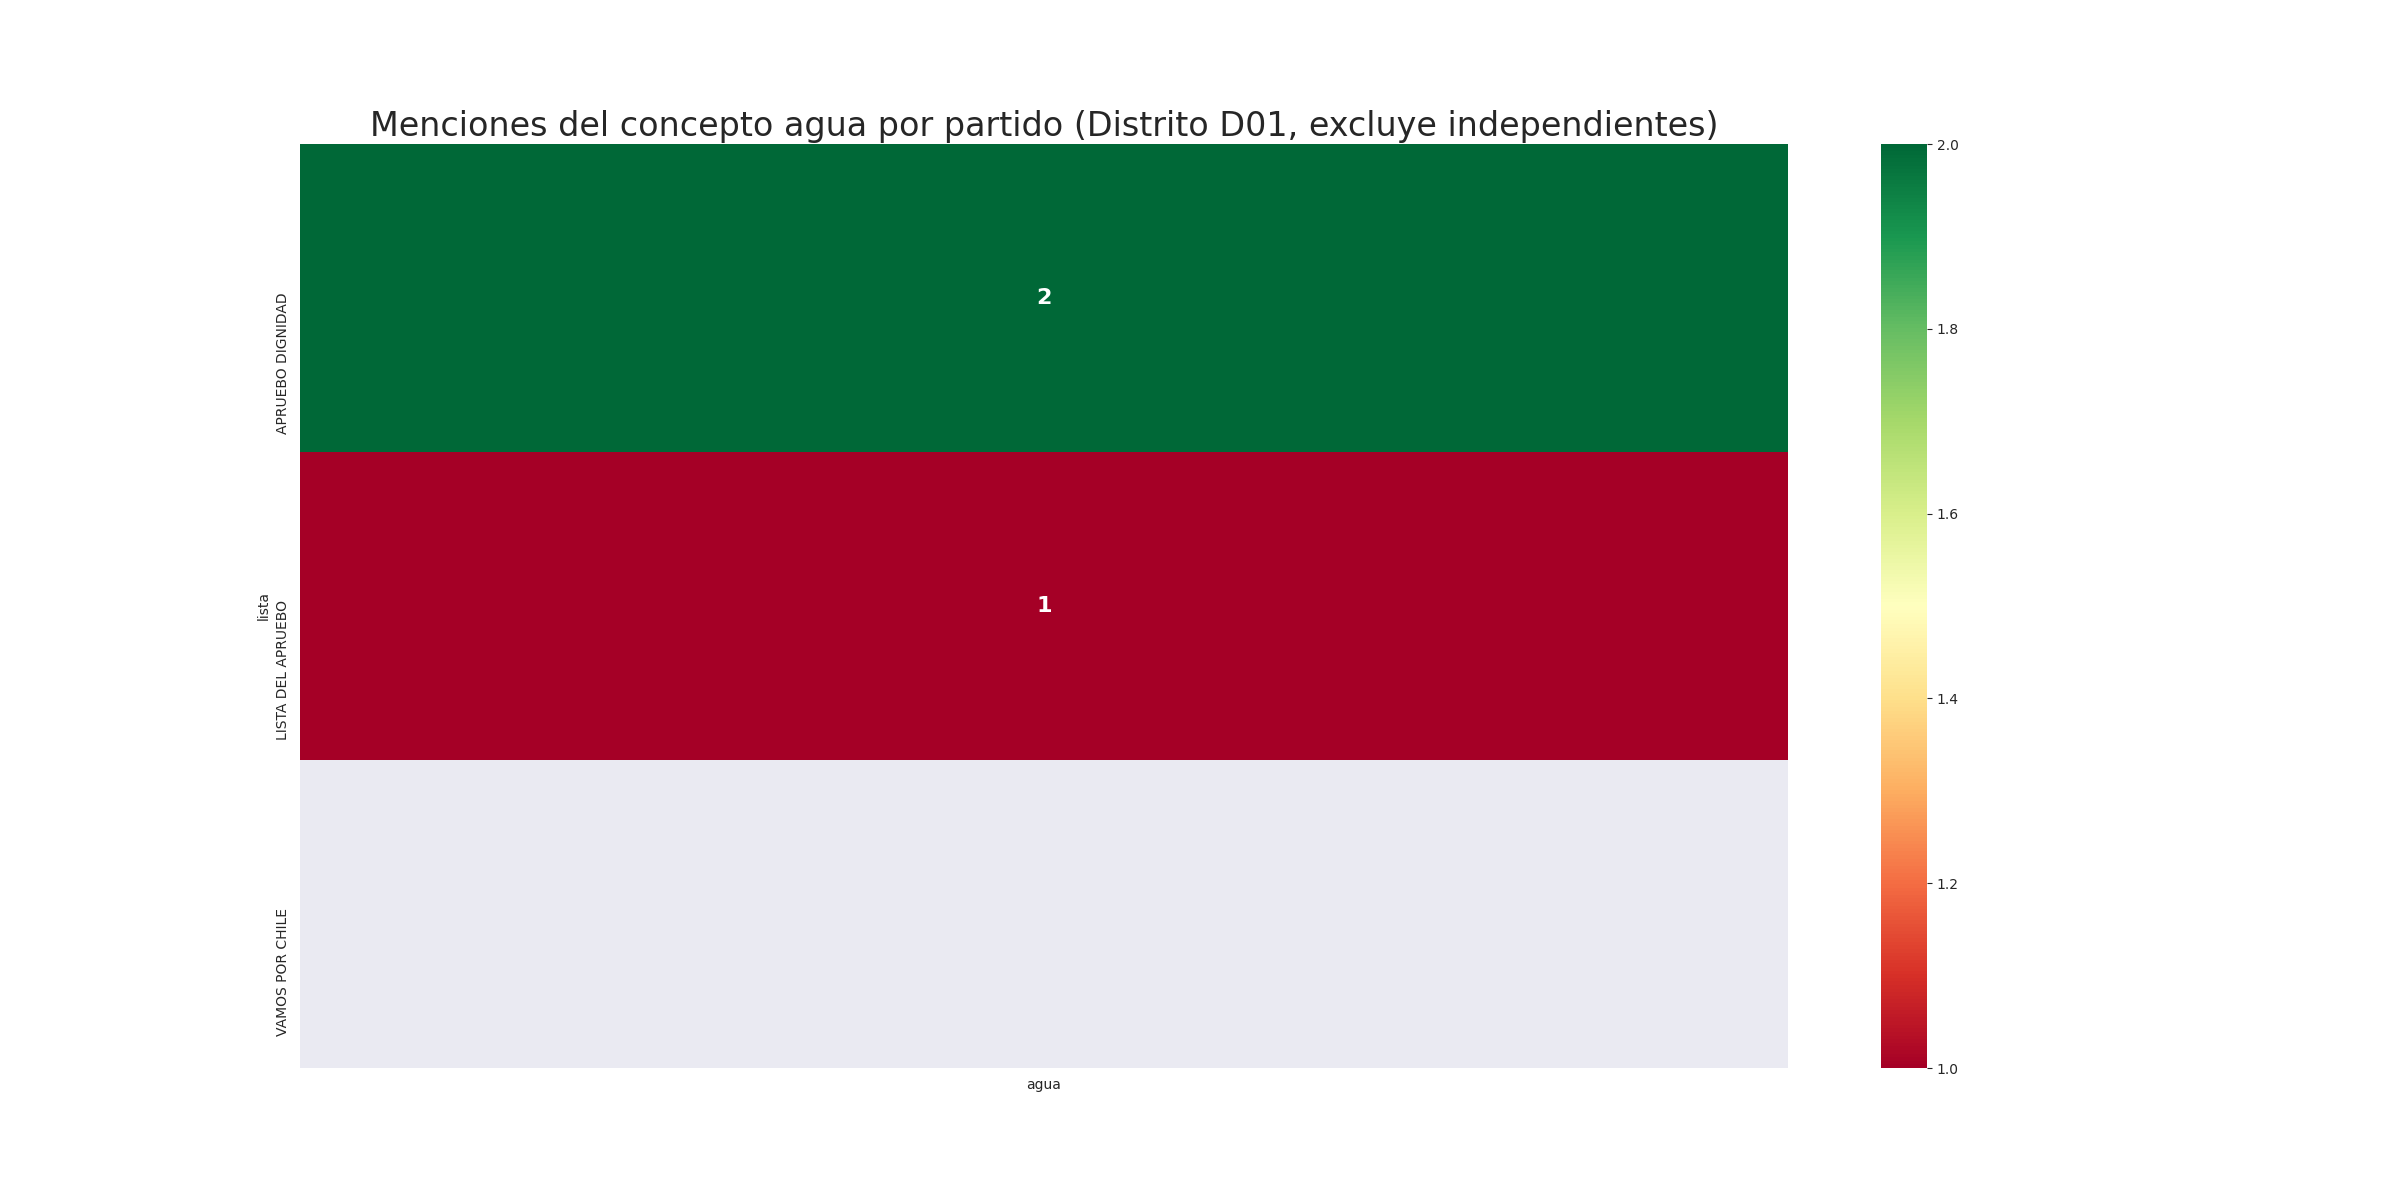 Menciones del concepto agua por partido (Distrito D01, excluye independientes)
lista
APRUEBO DIGNIDAD
2
LISTA DEL APRUEBO
1
VAMOS POR CHILE
agua
2.0
1.8
1.6
1.4
1.2
1.0